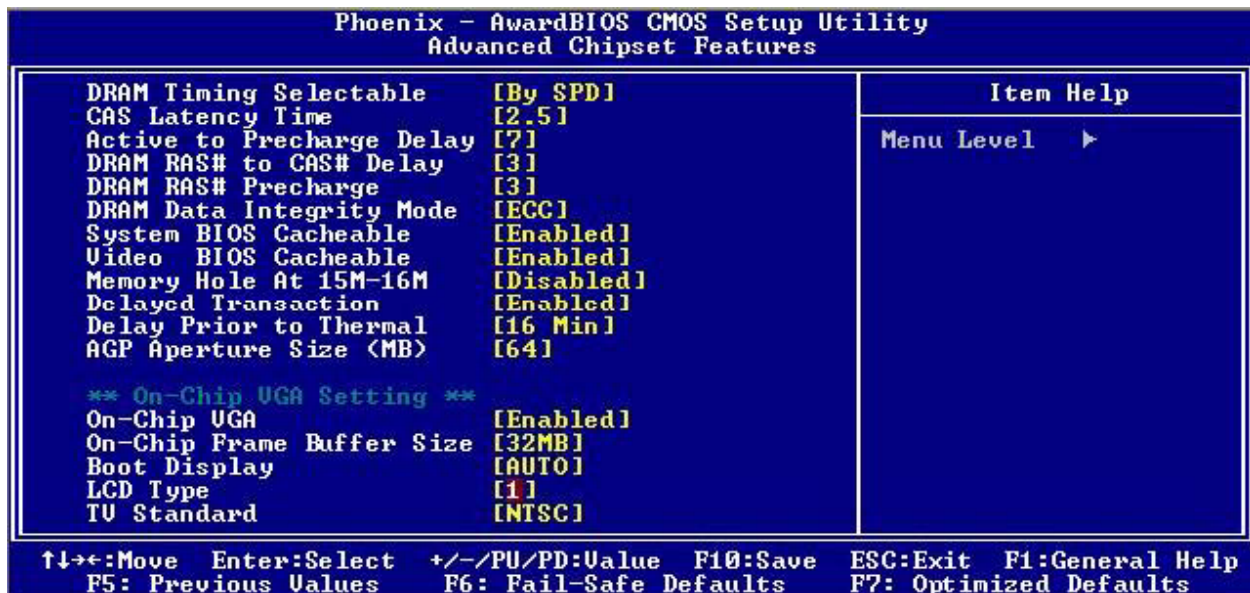 Phoenix - AwardBIOS CMOS Setup Utility
Advanced Chipset Features
DRAM Timing Selectable [By SPD]
CAS Latency Time [2.5]
Active to Precharge Delay [7]
DRAM RAS# to CAS# Delay [3]
DRAM RAS# Precharge [3]
DRAM Data Integrity Mode [ECC]
System BIOS Cacheable [Enabled]
Video BIOS Cacheable [Enabled]
Memory Hole At 15M-16M [Disabled]
Delayed Transaction [Enabled]
Delay Prior to Thermal [16 Min]
AGP Aperture Size (MB) [64]
** On-Chip VGA Setting **
On-Chip VGA [Enabled]
On-Chip Frame Buffer Size [32MB]
Boot Display [AUTO]
LCD Type [1]
TV Standard [NTSC]
Item Help
Menu Level ►
↑↓→←:Move Enter:Select +/-/PU/PD:Value F10:Save ESC:Exit F1:General Help
F5: Previous Values F6: Fail-Safe Defaults F7: Optimized Defaults